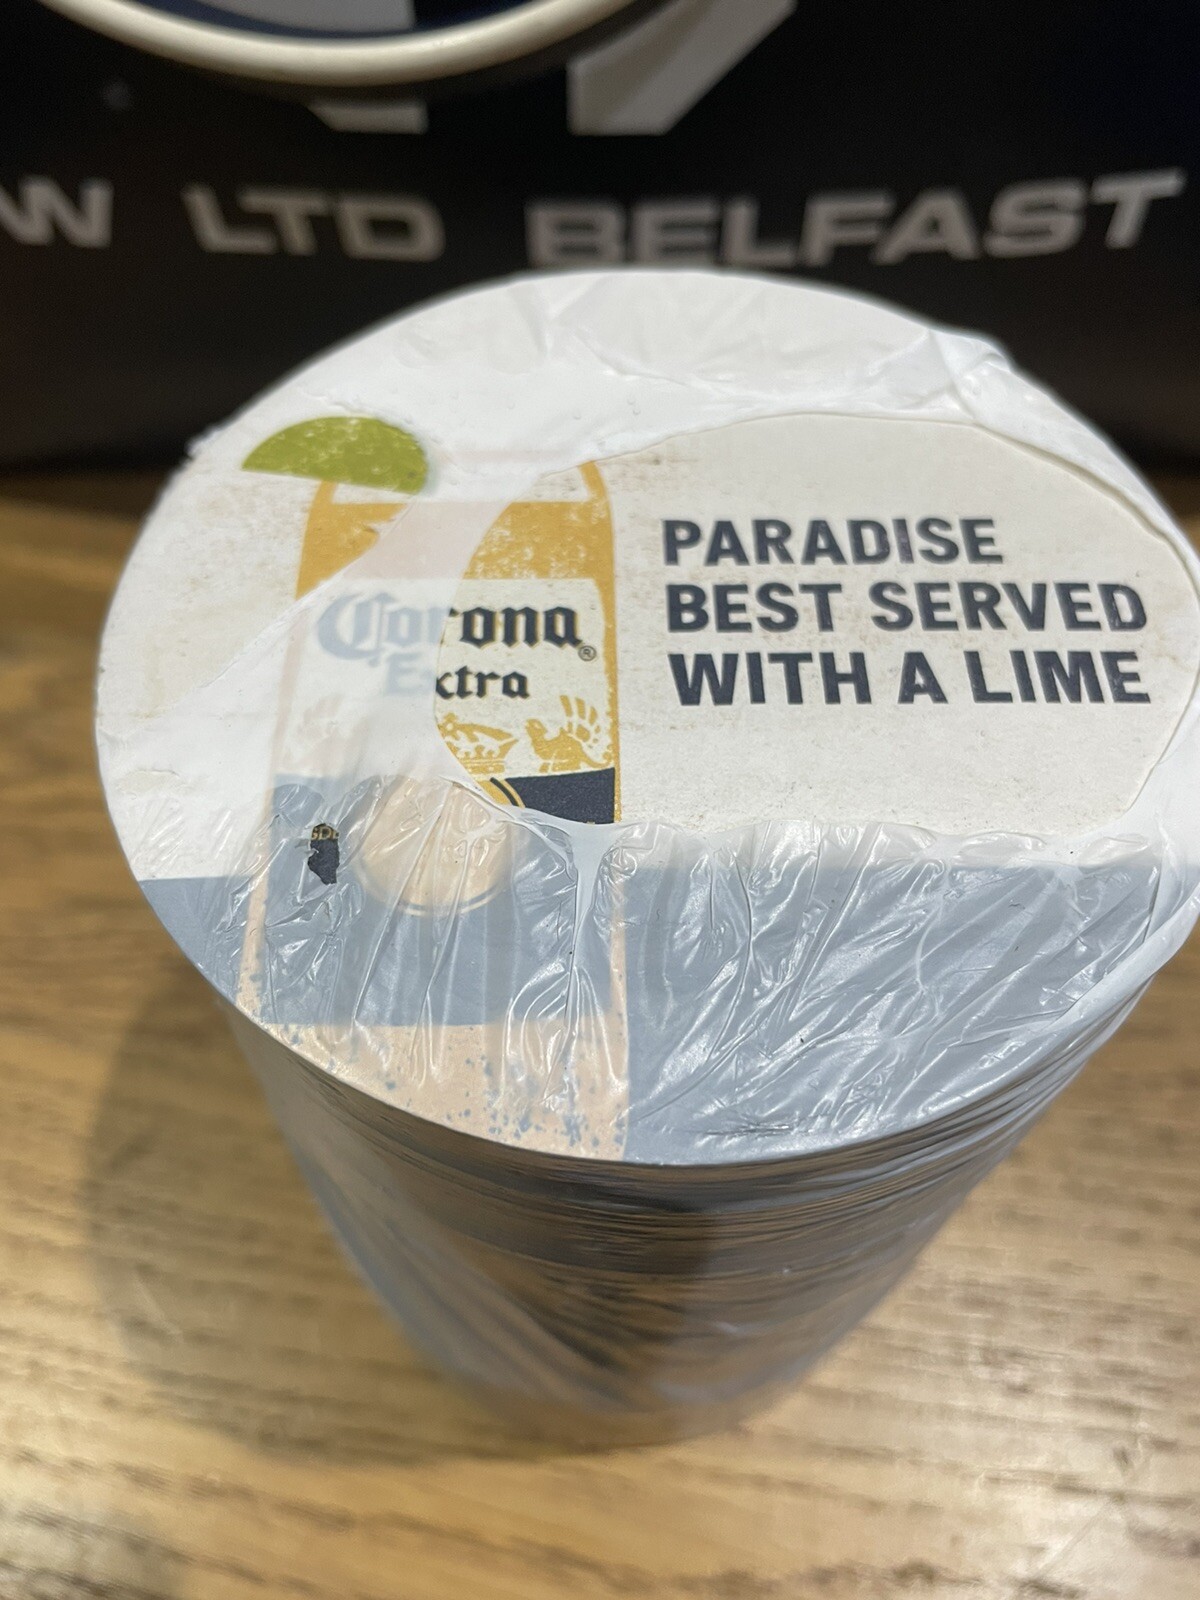 W LTD BELFAST
Corona®
Extra
PARADISE
BEST SERVED
WITH A LIME